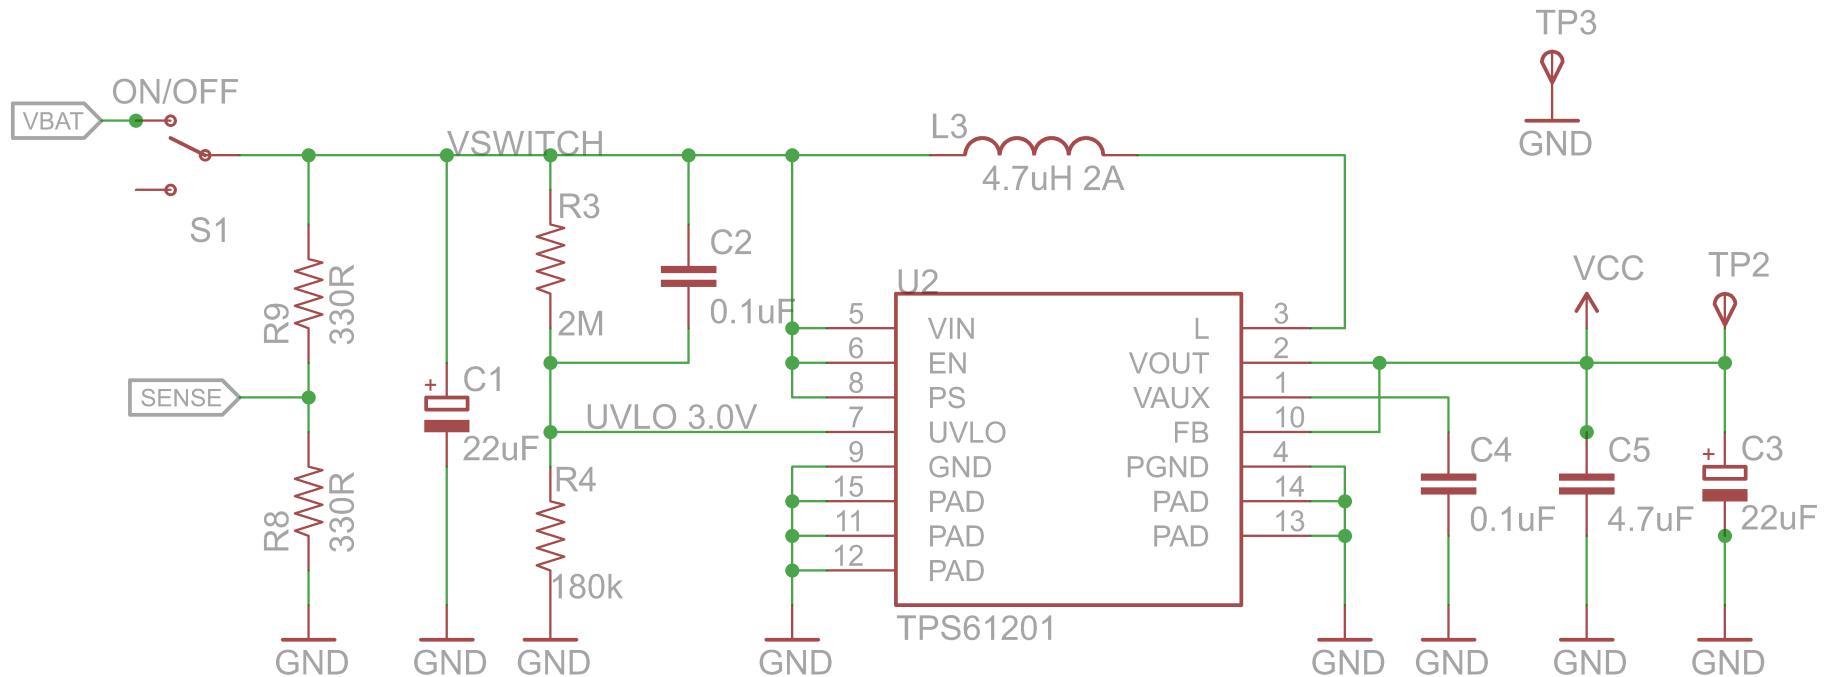 TP3
ON/OFF
VBAT
L3
VSWITCH
GND
4.7uH 2A
R3
S1
C2
VCC
TP2
U2
R9
330R
0.1uF
2M
5
VIN
L
3
6
EN
VOUT
2
C1
+
8
PS
VAUX
1
SENSE
UVLO 3.0V
7
UVLO
FB
10
22uF
9
GND
PGND
4
C4
C5
C3
+
R4
15
PAD
PAD
14
R8
330R
11
PAD
PAD
13
0.1uF
4.7uF
22uF
12
PAD
180k
TPS61201
GND
GND
GND
GND
GND
GND
GND
GND